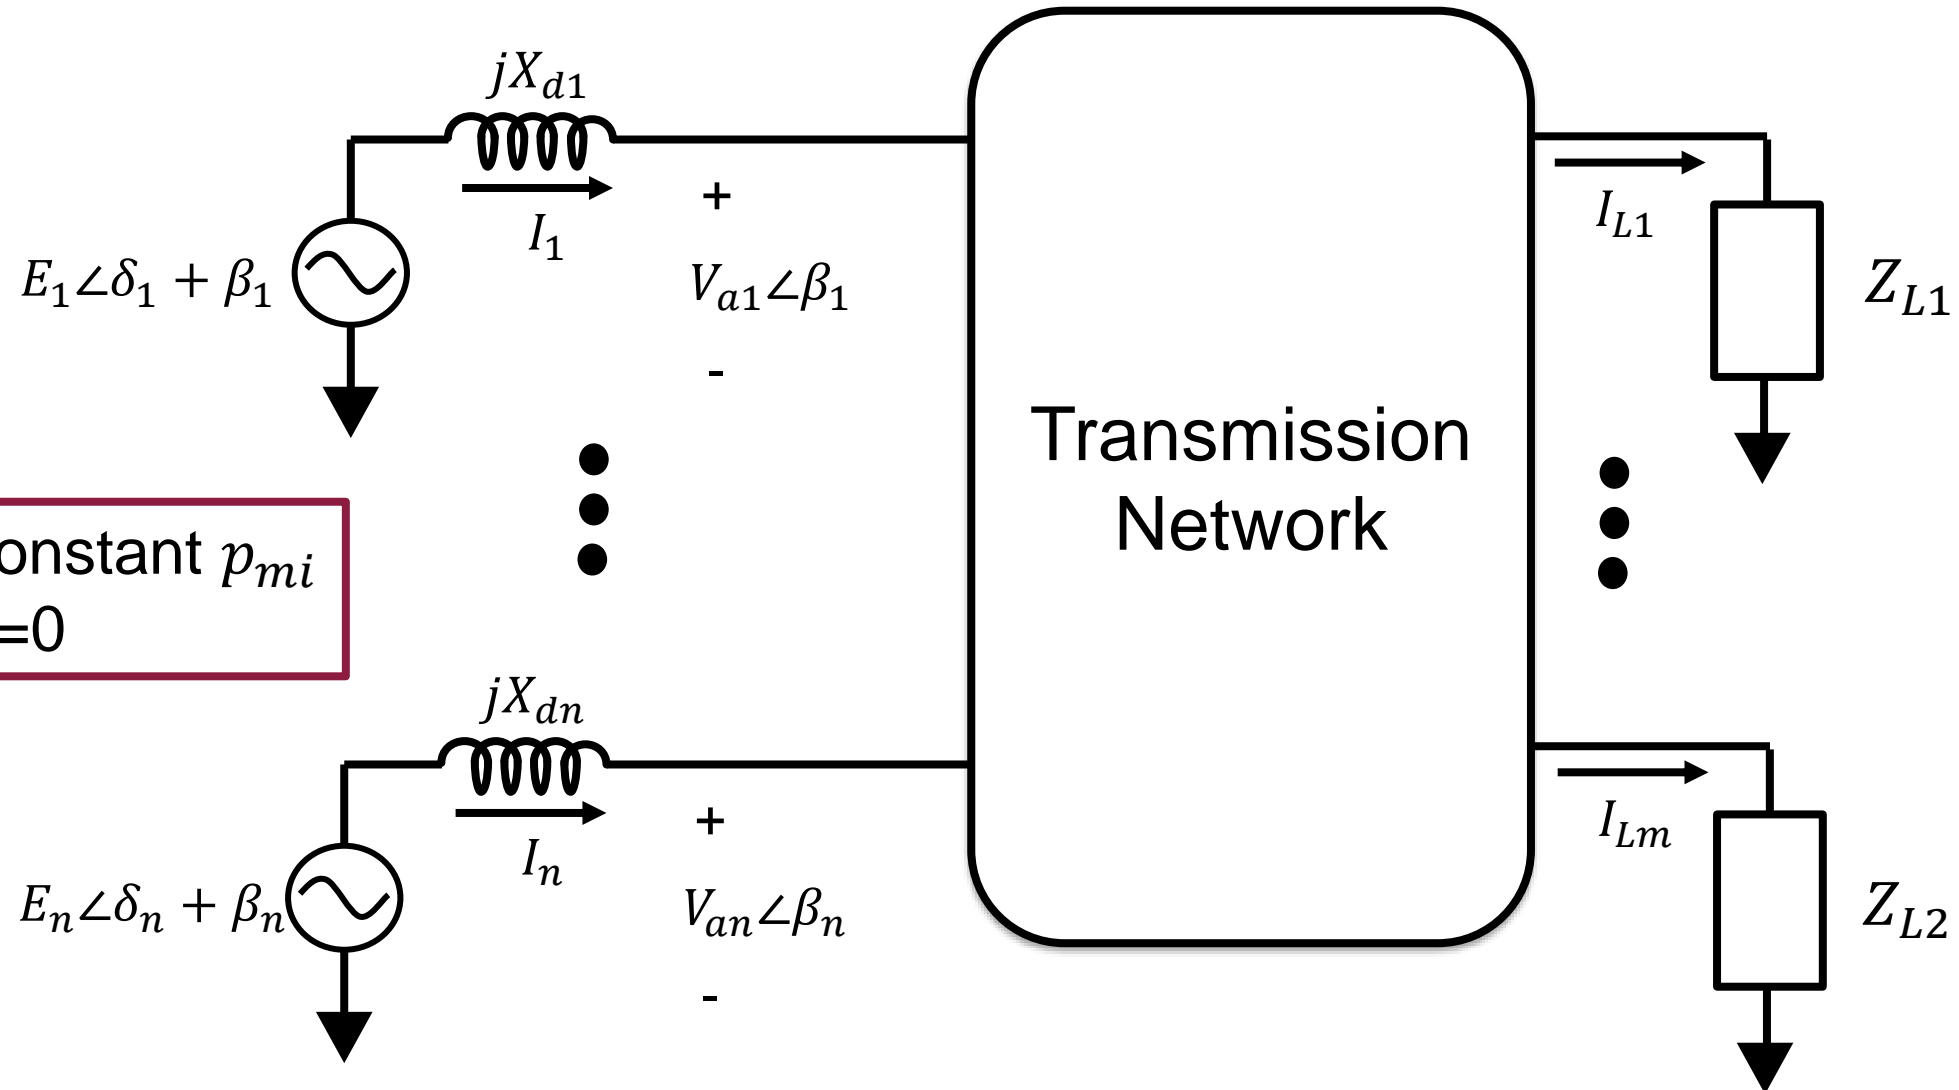 jX_{d1}
I_1
E_1∠δ_1 + β_1
+
V_{a1}∠β_1
-
I_{L1}
Z_{L1}
Transmission
Network
onstant p_{mi}
=0
jX_{dn}
I_n
E_n∠δ_n + β_n
+
V_{an}∠β_n
-
I_{Lm}
Z_{L2}